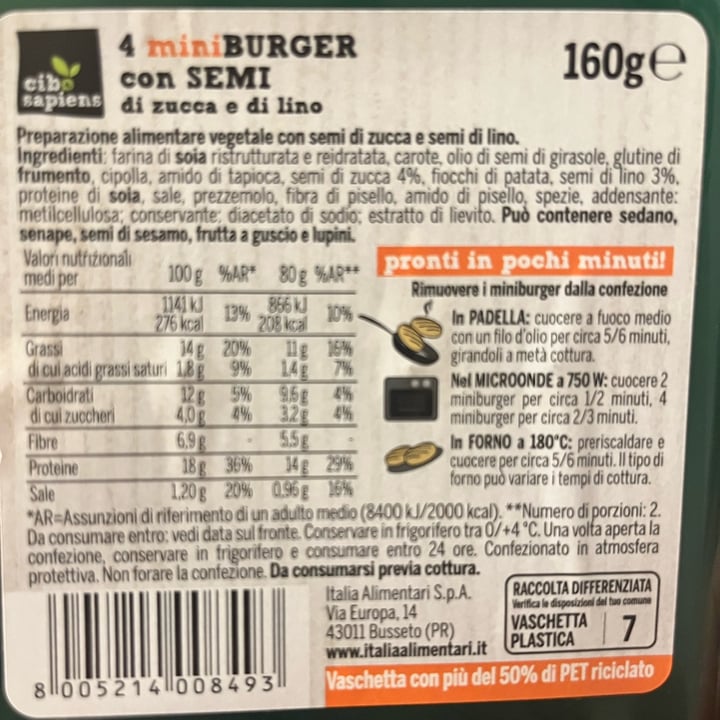 cibo
sapiens
4 miniBURGER
con SEMI
di zucca e di lino
160g e
Preparazione alimentare vegetale con semi di zucca e semi di lino.
Ingredienti: farina di soia ristrutturata e reidratata, carote, olio di semi di girasole, glutine di
frumento, cipolla, amido di tapioca, semi di zucca 4%, fiocchi di patata, semi di lino 3%,
proteine di soia, sale, prezzemolo, fibra di pisello, amido di pisello, spezie, addensante:
metilcellulosa; conservante: diacetato di sodio; estratto di lievito. Può contenere sedano,
senape, semi di sesamo, frutta a guscio e lupini.
Valori nutrizionali
medi per 100 g %AR* 80 g %AR**
Energia 1141 kJ 13% 866 kJ 10%
276 kcal 208 kcal
Grassi 14 g 20% 11 g 16%
di cui acidi grassi saturi 1,8 g 9% 1,4 g 7%
Carboidrati 12 g 5% 9,6 g 4%
di cui zuccheri 4,0 g 4% 3,2 g 4%
Fibre 6,9 g - 5,5 g -
Proteine 18 g 36% 14 g 29%
Sale 1,20 g 20% 0,96 g 16%
pronti in pochi minuti!
Rimuovere i miniburger dalla confezione
In PADELLA: cuocere a fuoco medio
con un filo d'olio per circa 5/6 minuti,
girandoli a metà cottura.
Nel MICROONDE a 750 W: cuocere 2
miniburger per circa 1/2 minuti, 4
miniburger per circa 2/3 minuti.
In FORNO a 180°C: preriscaldare e
cuocere per circa 5/6 minuti. Il tipo di
forno può variare i tempi di cottura.
*AR=Assunzioni di riferimento di un adulto medio (8400 kJ/2000 kcal). **Numero di porzioni: 2.
Da consumare entro: vedi data sul fronte. Conservare in frigorifero tra 0/+4 °C. Una volta aperta la
confezione, conservare in frigorifero e consumare entro 24 ore. Confezionato in atmosfera
protettiva. Non forare la confezione. Da consumarsi previa cottura.
Italia Alimentari S.p.A.
Via Europa, 14
43011 Busseto (PR)
www.italiaalimentari.it
RACCOLTA DIFFERENZIATA
Verifica le disposizioni del tuo comune
VASCHETTA
PLASTICA
7
8 005214 008493
Vaschetta con più del 50% di PET riciclato